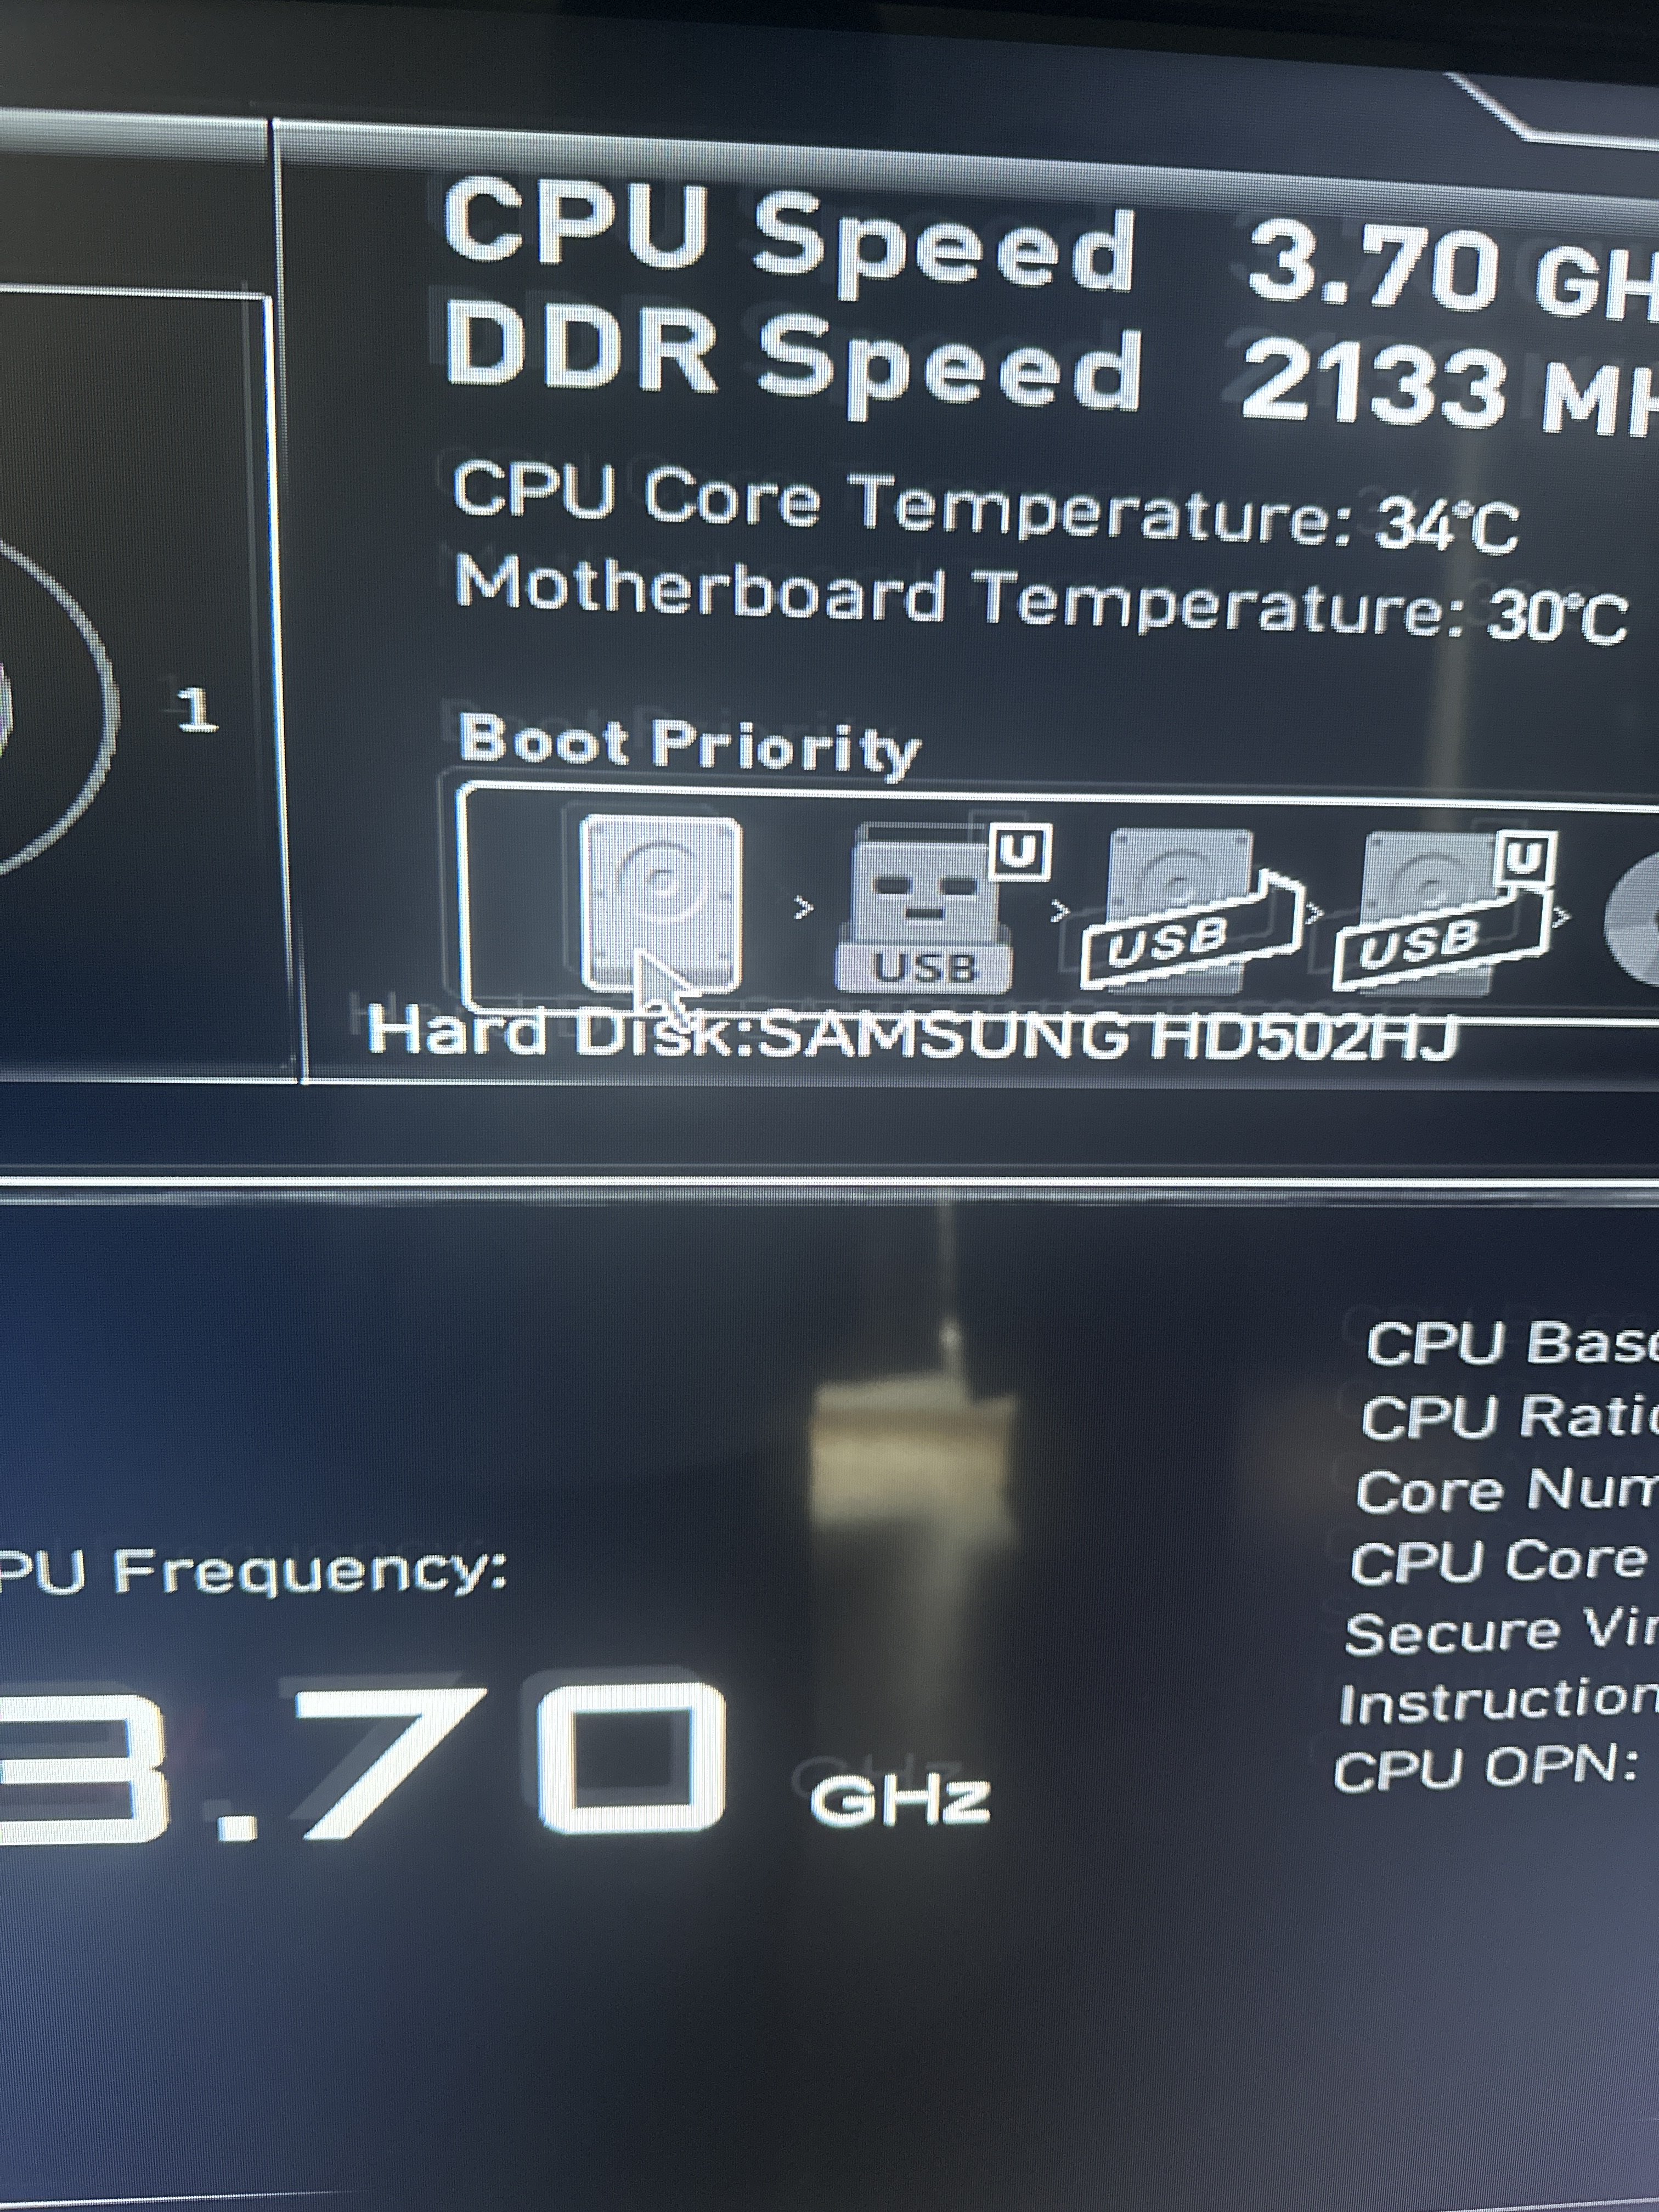 CPU Speed 3.70 GH
DDR Speed 2133 MH
CPU Core Temperature: 34°C
Motherboard Temperature: 30°C
1
Boot Priority
U
U
USB
USB
USB
Hard Disk:SAMSUNG HD502HJ
CPU Base
CPU Ratio
Core Num
CPU Core
Secure Vir
Instruction
CPU OPN:
PU Frequency:
3.70 GHz